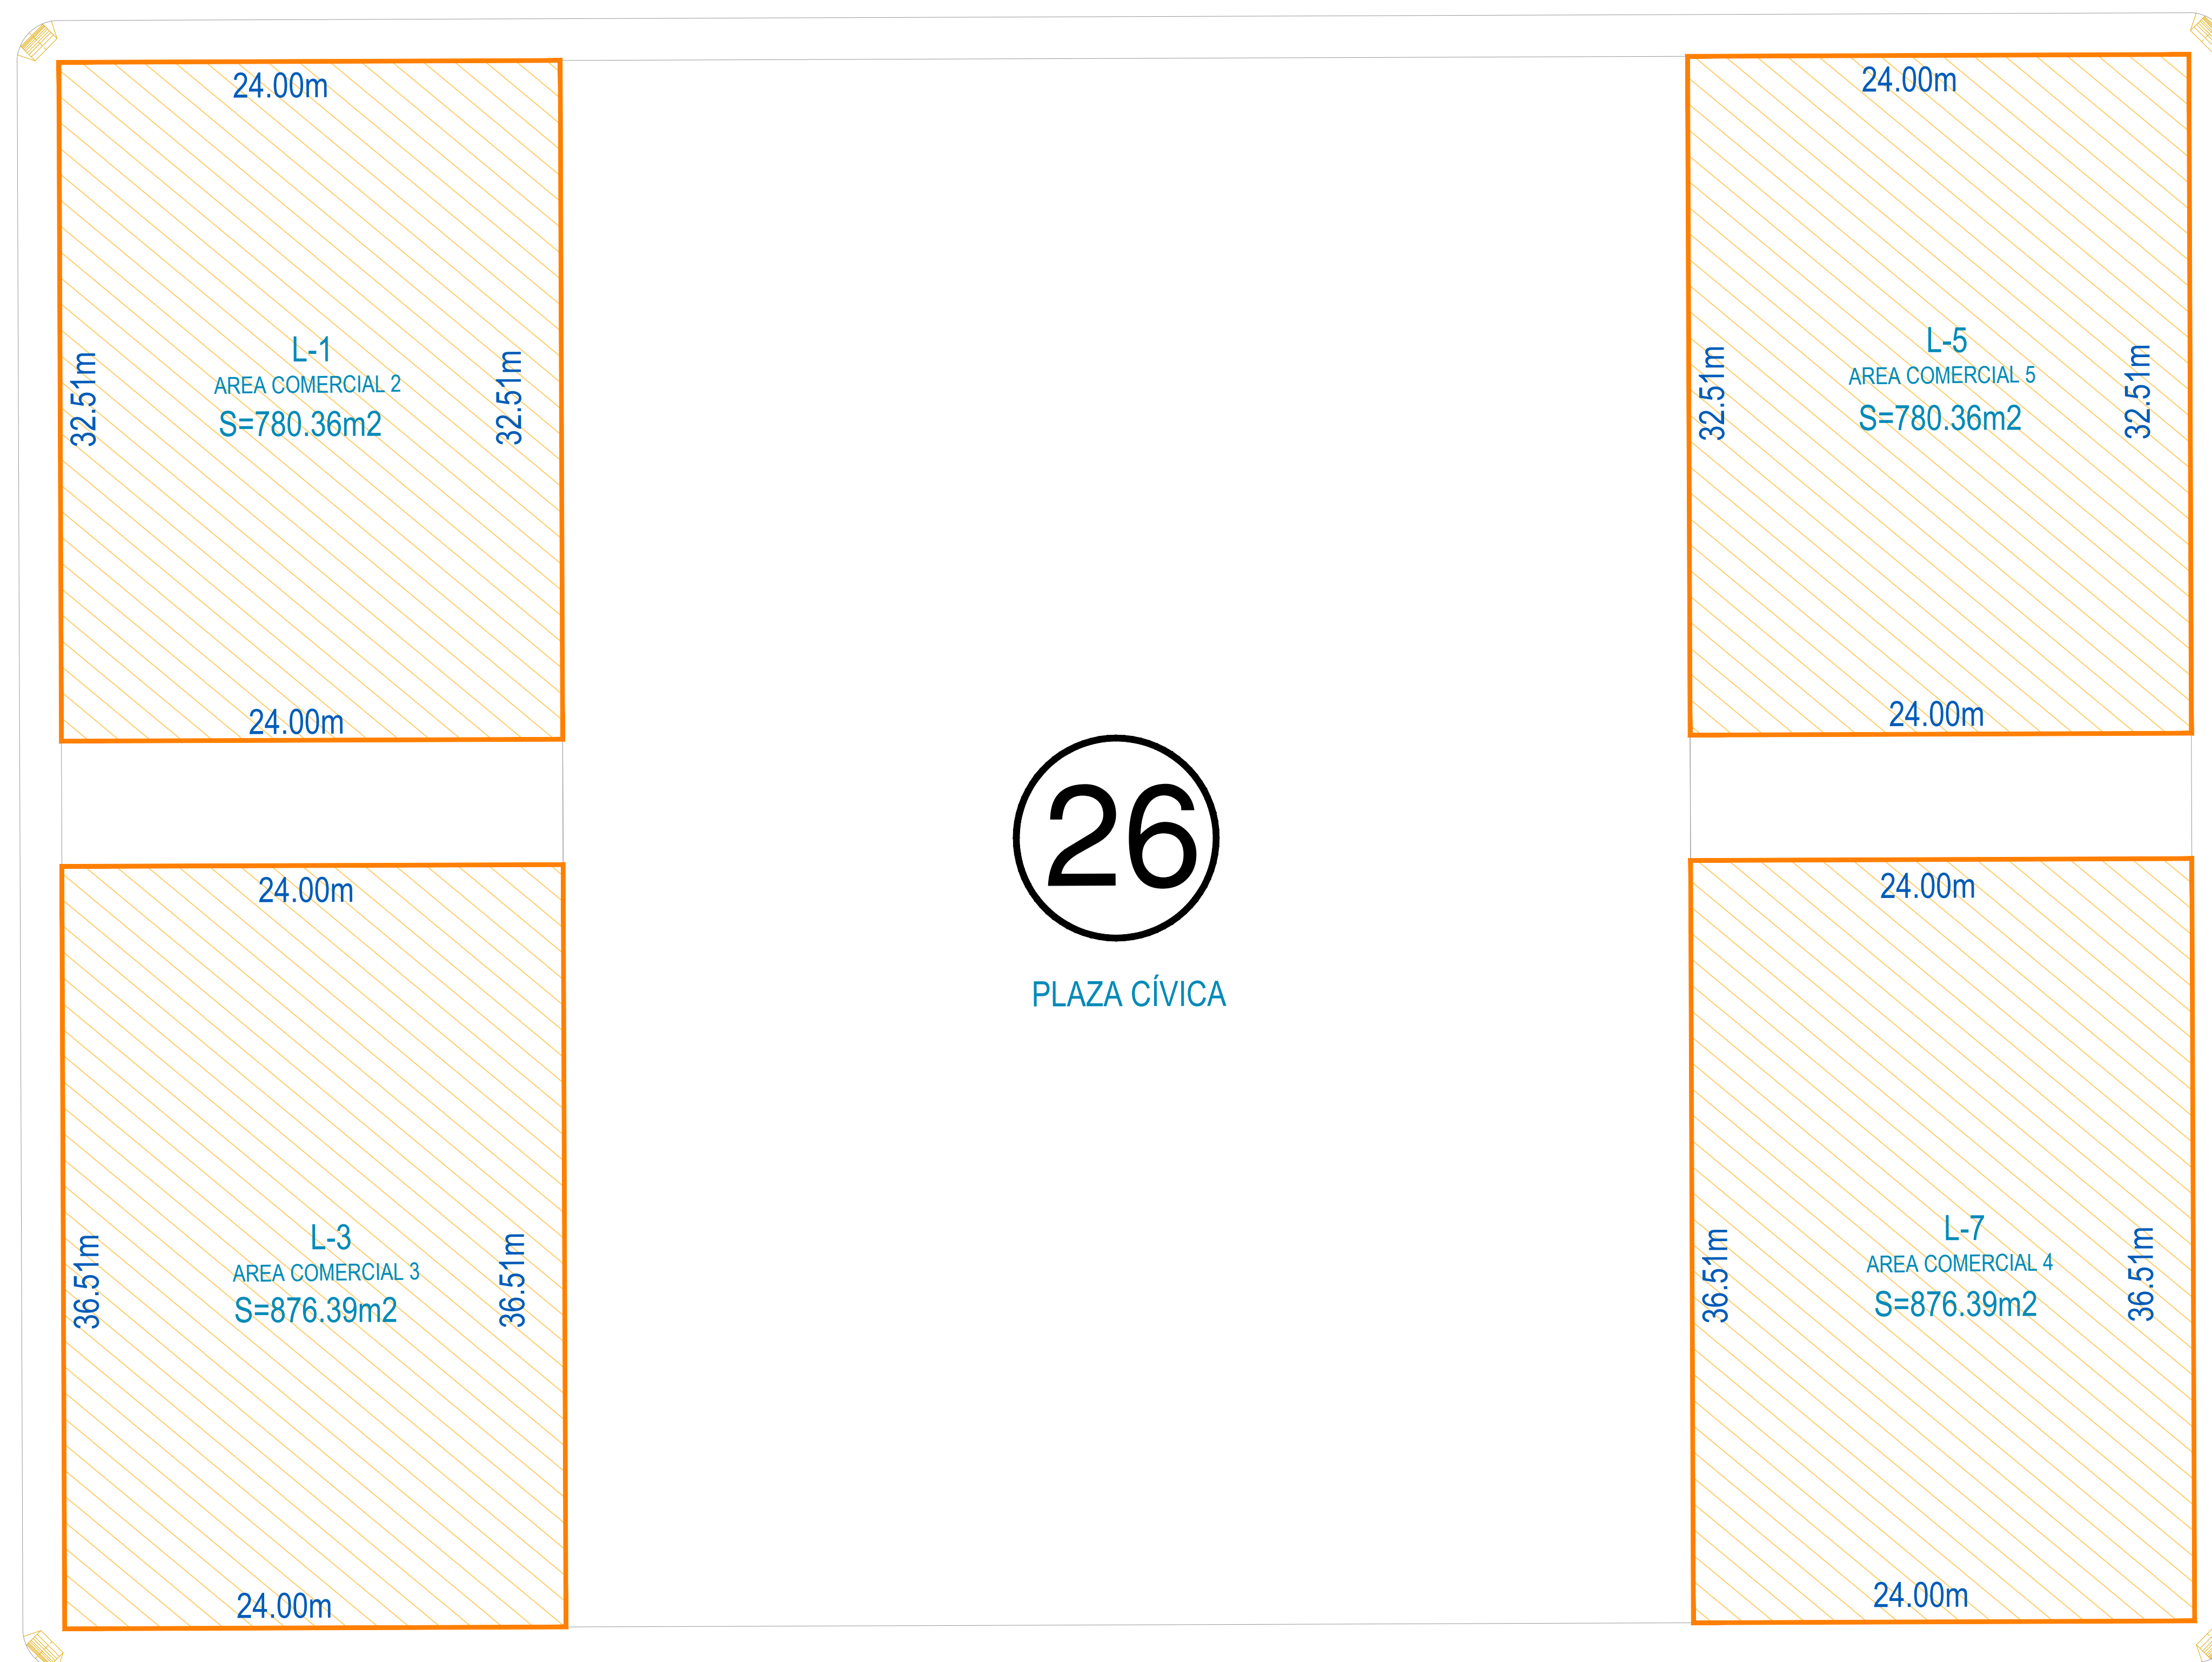 24.00m
L-1
AREA COMERCIAL 2
S=780.36m2
32.51m
32.51m
24.00m
24.00m
L-3
AREA COMERCIAL 3
S=876.39m2
36.51m
36.51m
24.00m
26
PLAZA CÍVICA
24.00m
L-5
AREA COMERCIAL 5
S=780.36m2
32.51m
32.51m
24.00m
24.00m
L-7
AREA COMERCIAL 4
S=876.39m2
36.51m
36.51m
24.00m